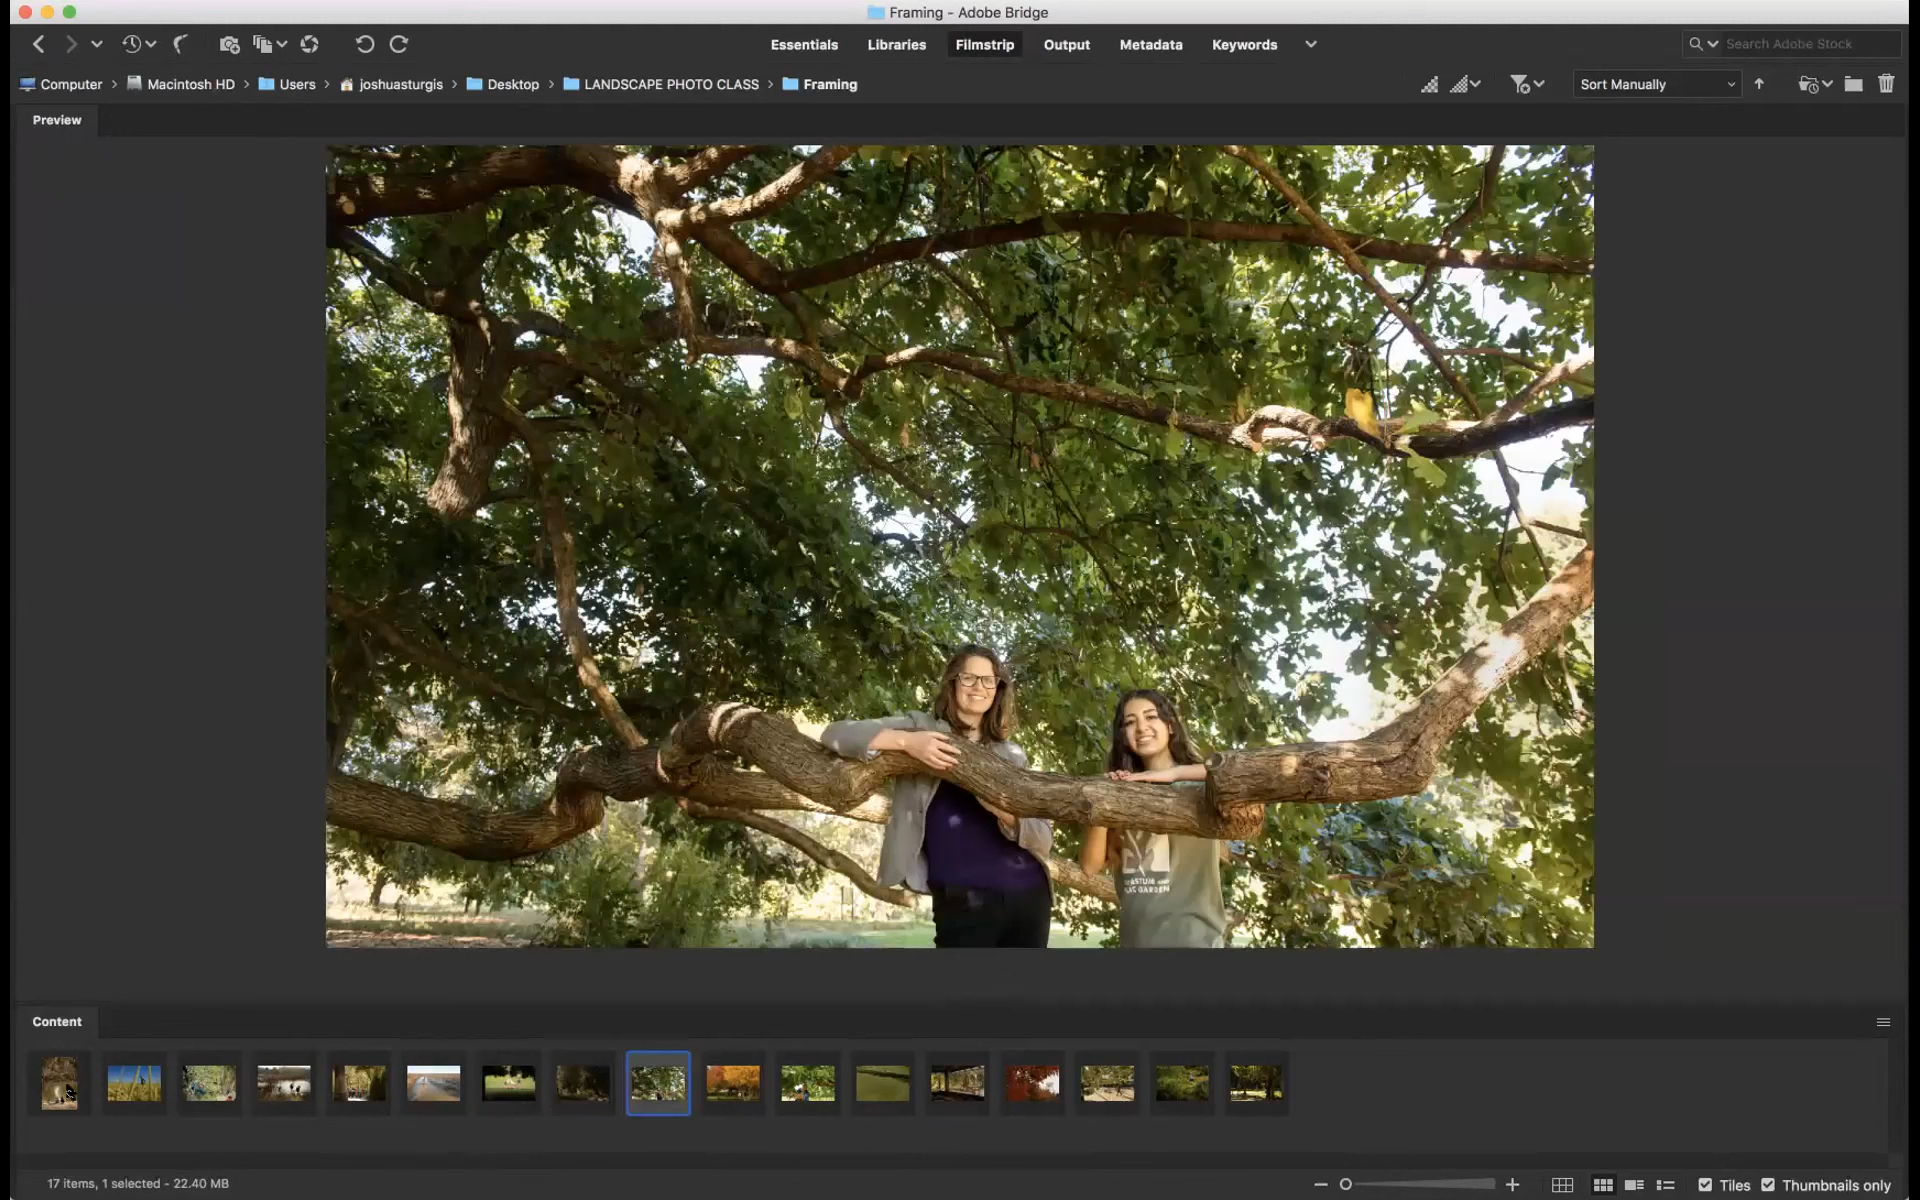 Framing - Adobe Bridge
Essentials Libraries Filmstrip Output Metadata Keywords
Search Adobe Stock
Computer Macintosh HD Users joshuasturgis Desktop LANDSCAPE PHOTO CLASS Framing
Sort Manually
Preview
Content
17 items, 1 selected - 22.40 MB
Tiles Thumbnails only